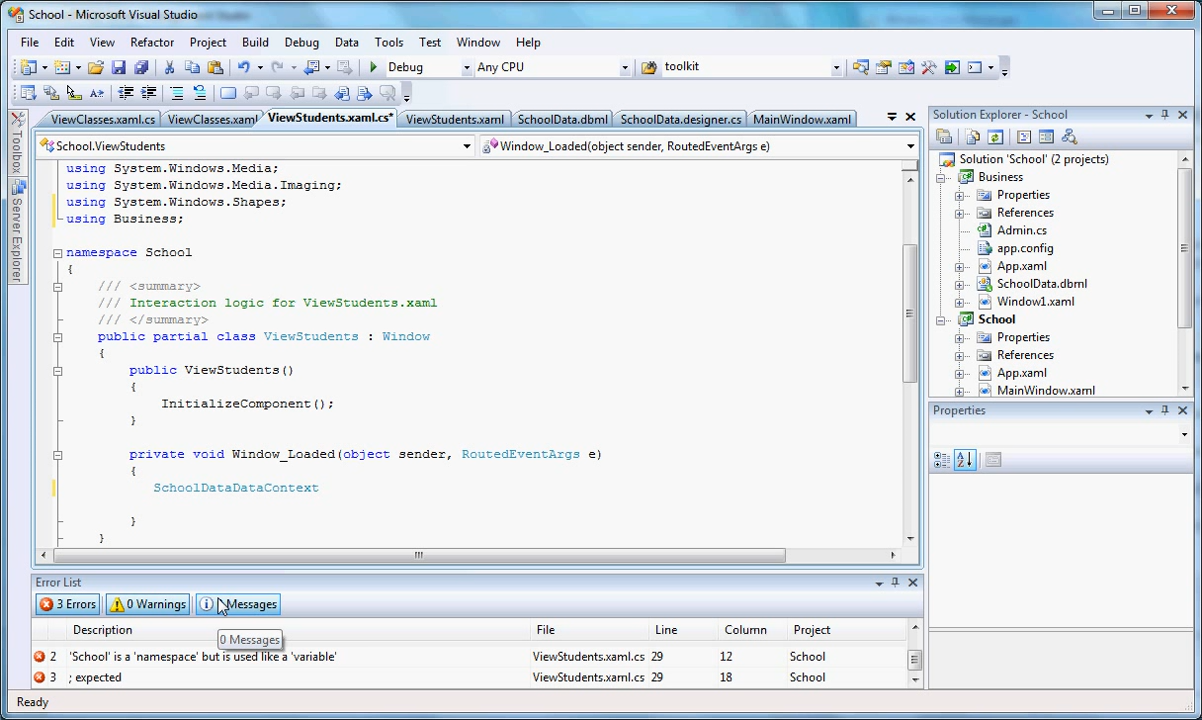 School - Microsoft Visual Studio
File Edit View Refactor Project Build Debug Data Tools Test Window Help
Debug Any CPU toolkit
ViewClasses.xaml.cs ViewClasses.xaml ViewStudents.xaml.cs* ViewStudents.xaml SchoolData.dbml SchoolData.designer.cs MainWindow.xaml
School.ViewStudents Window_Loaded(object sender, RoutedEventArgs e)
using System.Windows.Media;
using System.Windows.Media.Imaging;
using System.Windows.Shapes;
using Business;
namespace School
{
/// <summary>
/// Interaction logic for ViewStudents.xaml
/// </summary>
public partial class ViewStudents : Window
{
public ViewStudents()
{
InitializeComponent();
}
private void Window_Loaded(object sender, RoutedEventArgs e)
{
SchoolDataDataContext
}
}
Toolbox
Server Explorer
Solution Explorer - School
Solution 'School' (2 projects)
Business
Properties
References
Admin.cs
app.config
App.xaml
SchoolData.dbml
Window1.xaml
School
Properties
References
App.xaml
MainWindow.xaml
Properties
Error List
3 Errors 0 Warnings Messages
0 Messages
Description File Line Column Project
2 'School' is a 'namespace' but is used like a 'variable' ViewStudents.xaml.cs 29 12 School
3 ; expected ViewStudents.xaml.cs 29 18 School
Ready